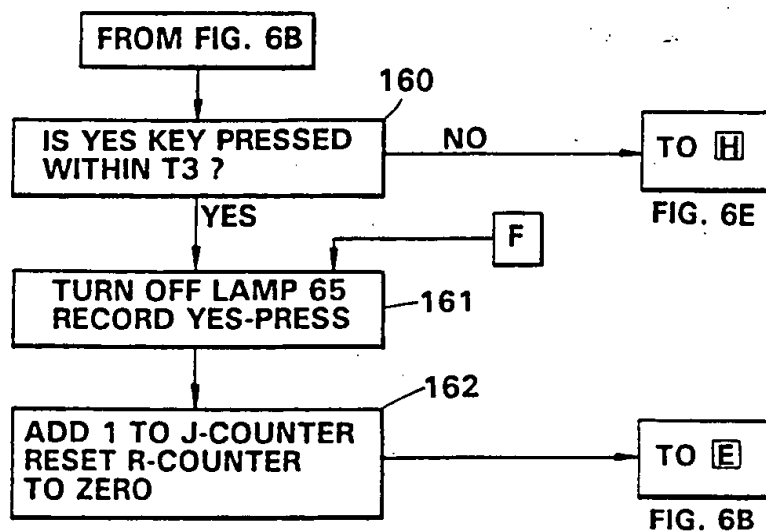 FROM FIG. 6B
160
IS YES KEY PRESSED
WITHIN T3 ?
NO
TO H
FIG. 6E
YES
F
TURN OFF LAMP 65
RECORD YES-PRESS
161
162
ADD 1 TO J-COUNTER
RESET R-COUNTER
TO ZERO
TO E
FIG. 6B